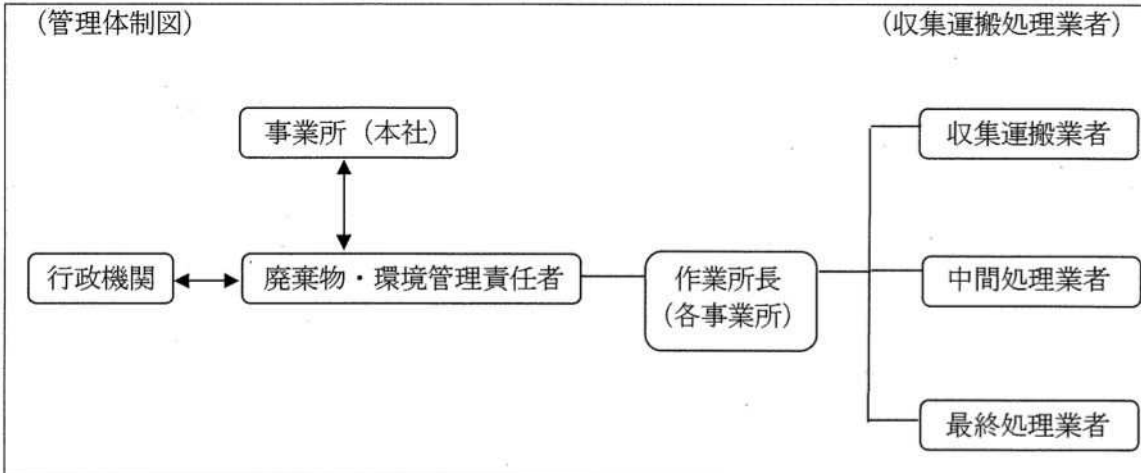 (管理体制図)
(収集運搬処理業者)
事業所(本社)
収集運搬業者
行政機関
廃棄物・環境管理責任者
作業所長
(各事業所)
中間処理業者
最終処理業者